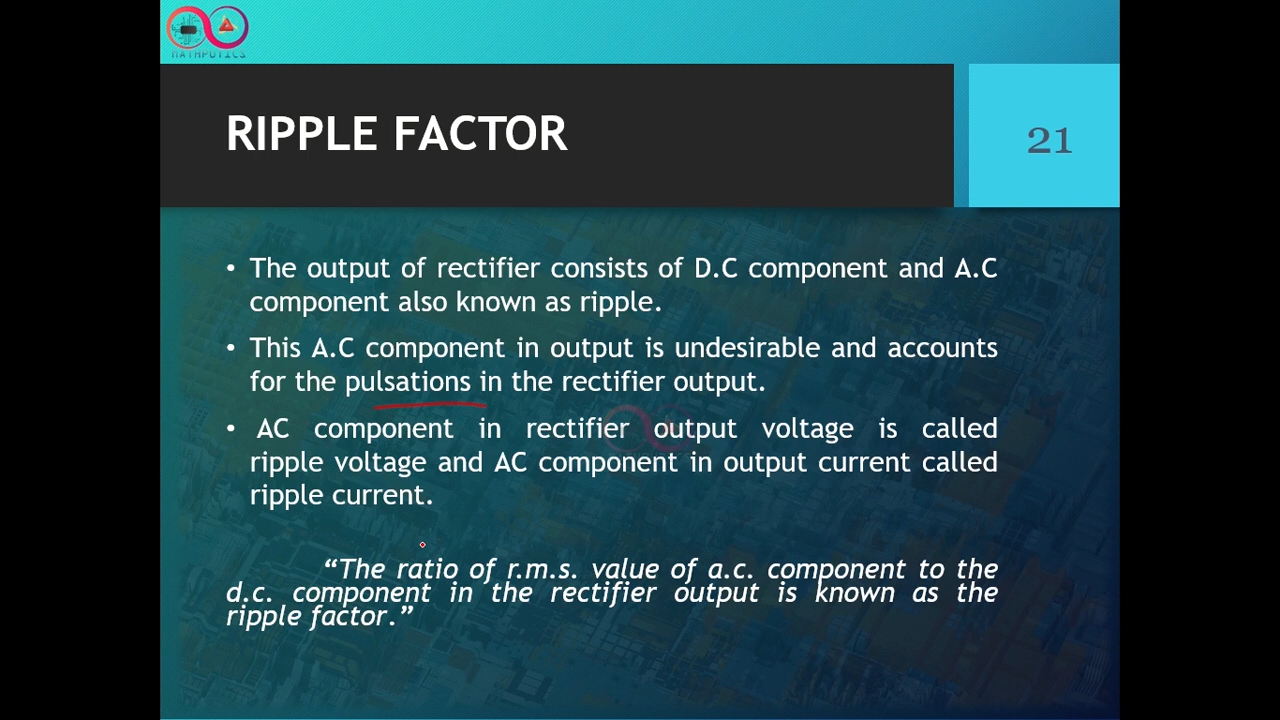 MATHPOTICS
RIPPLE FACTOR
21
• The output of rectifier consists of D.C component and A.C
component also known as ripple.
• This A.C component in output is undesirable and accounts
for the pulsations in the rectifier output.
• AC component in rectifier output voltage is called
ripple voltage and AC component in output current called
ripple current.
“The ratio of r.m.s. value of a.c. component to the
d.c. component in the rectifier output is known as the
ripple factor.”